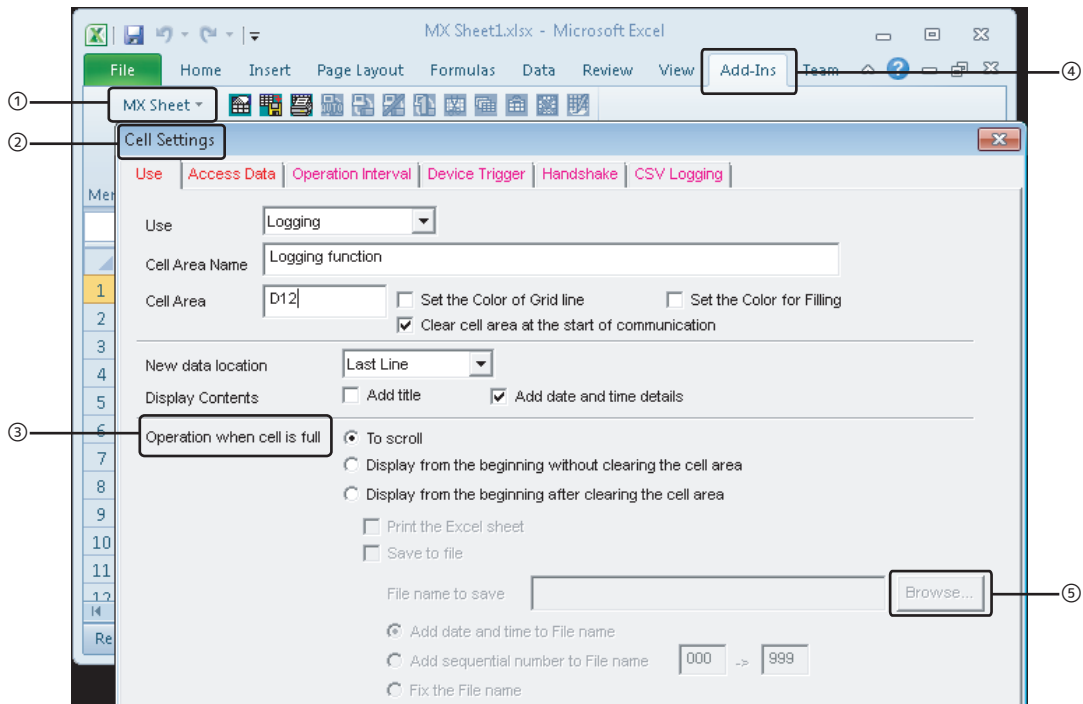 MX Sheet1.xlsx - Microsoft Excel
File Home Insert Page Layout Formulas Data Review View Add-Ins Team
④
① MX Sheet
② Cell Settings
Use Access Data Operation Interval Device Trigger Handshake CSV Logging
Use Logging
Cell Area Name Logging function
Cell Area D12 Set the Color of Grid line Set the Color for Filling
Clear cell area at the start of communication
New data location Last Line
Display Contents Add title Add date and time details
③ Operation when cell is full To scroll
Display from the beginning without clearing the cell area
Display from the beginning after clearing the cell area
Print the Excel sheet
Save to file
File name to save Browse... ⑤
Add date and time to File name
Add sequential number to File name 000 -> 999
Fix the File name
Mer
1
2
3
4
5
6
7
8
9
10
11
12
Re